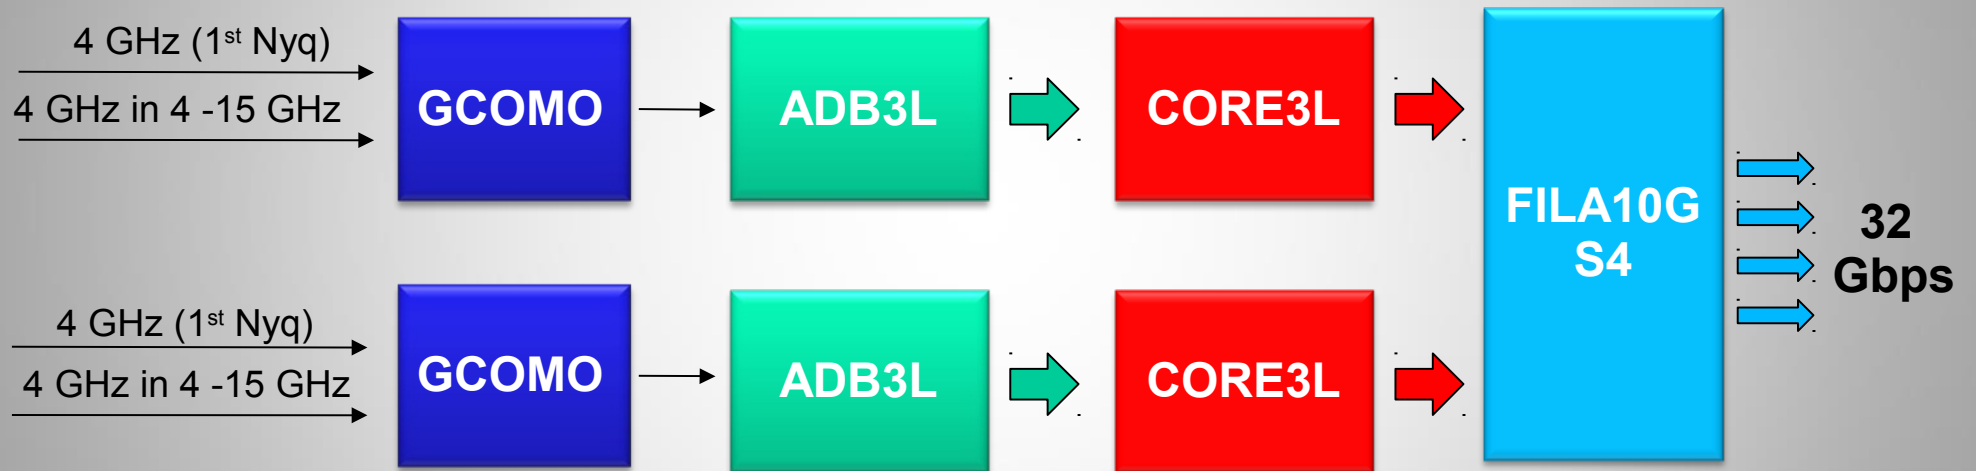 4 GHz (1st Nyq)
4 GHz in 4 -15 GHz
GCOMO
ADB3L
CORE3L
FILA10G
S4
32
Gbps
4 GHz (1st Nyq)
4 GHz in 4 -15 GHz
GCOMO
ADB3L
CORE3L